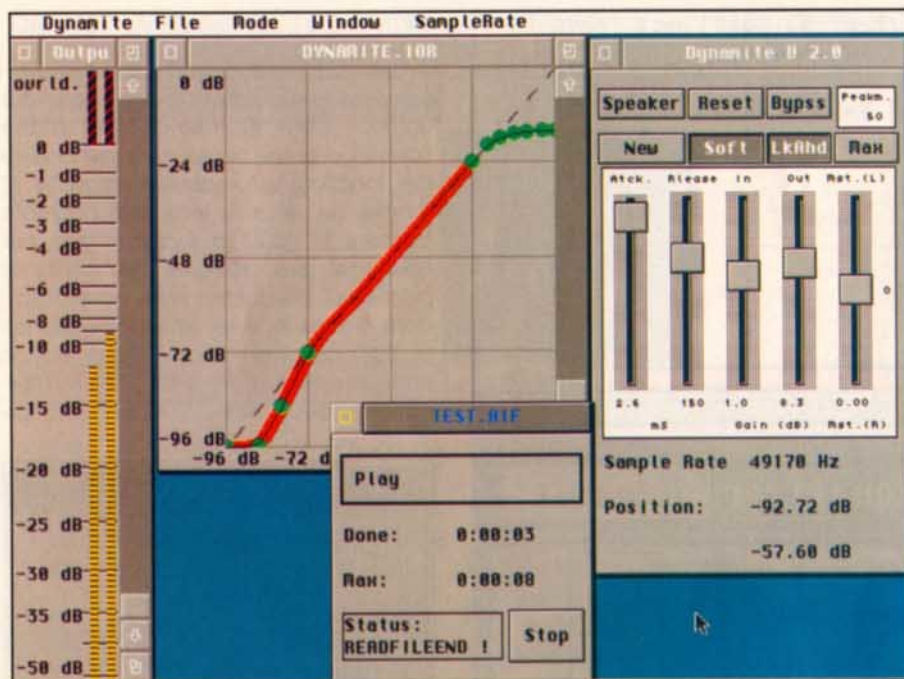 Dynamite File Mode Window SampleRate
Outpu
ovrld.
0 dB
-1 dB
-2 dB
-3 dB
-4 dB
-6 dB
-8 dB
-10 dB
-15 dB
-20 dB
-25 dB
-30 dB
-35 dB
-50 dB
0 dB
-24 dB
-48 dB
-72 dB
-96 dB
-96 dB -72 d
TEST.AIF
Play
Done: 0:00:03
Max: 0:00:08
Status:
READFILEEND !
Stop
Dynamite D 2.0
Speaker Reset Bypss Peakm.
50
New Soft LkAhd Max
Atck. Rlease In Out Mst.(L)
0
2.6 150 1.0 0.3 0.00
mS Gain (dB) Mst.(R)
Sample Rate 49170 Hz
Position: -92.72 dB
-57.60 dB